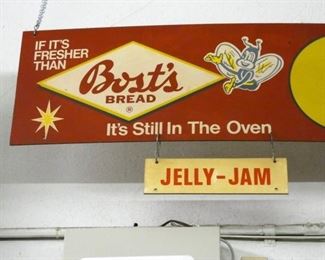 IF IT'S
FRESHER
THAN
Bost's
BREAD
®
It's Still In The Oven
JELLY-JAM